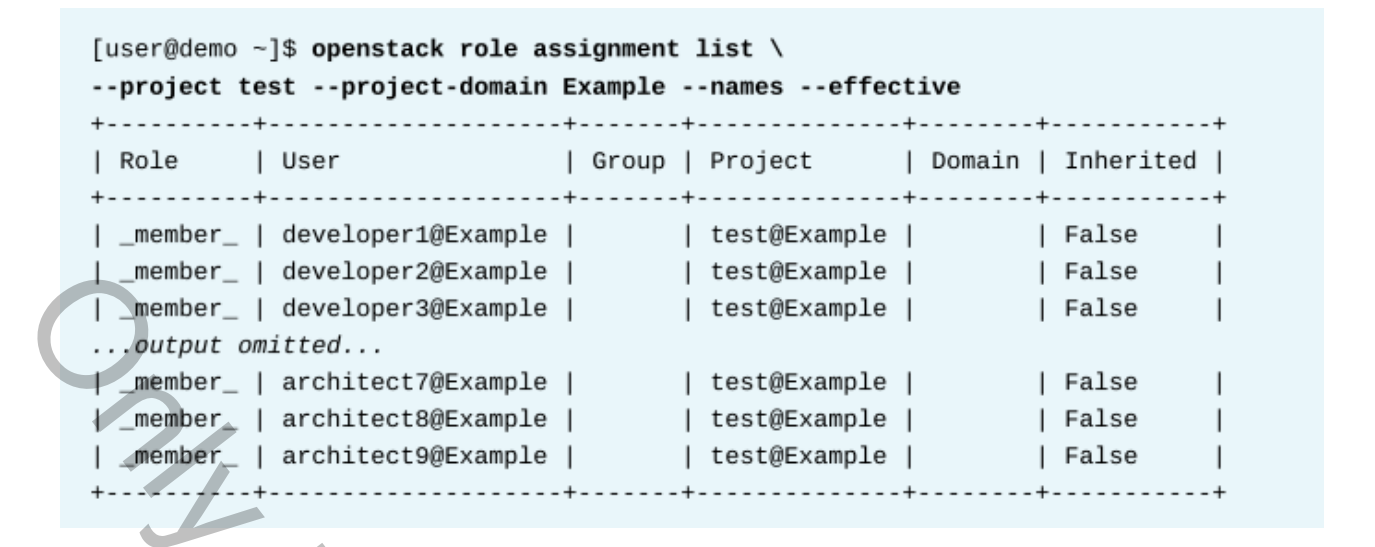 [user@demo ~]$ openstack role assignment list \
--project test --project-domain Example --names --effective
+----------+--------------------+-------+--------------+--------+-----------+
| Role     | User               | Group | Project      | Domain | Inherited |
+----------+--------------------+-------+--------------+--------+-----------+
| _member_ | developer1@Example |       | test@Example |        | False     |
| _member_ | developer2@Example |       | test@Example |        | False     |
| _member_ | developer3@Example |       | test@Example |        | False     |
...output omitted...
| _member_ | architect7@Example |       | test@Example |        | False     |
| _member_ | architect8@Example |       | test@Example |        | False     |
| _member_ | architect9@Example |       | test@Example |        | False     |
+----------+--------------------+-------+--------------+--------+-----------+
Only